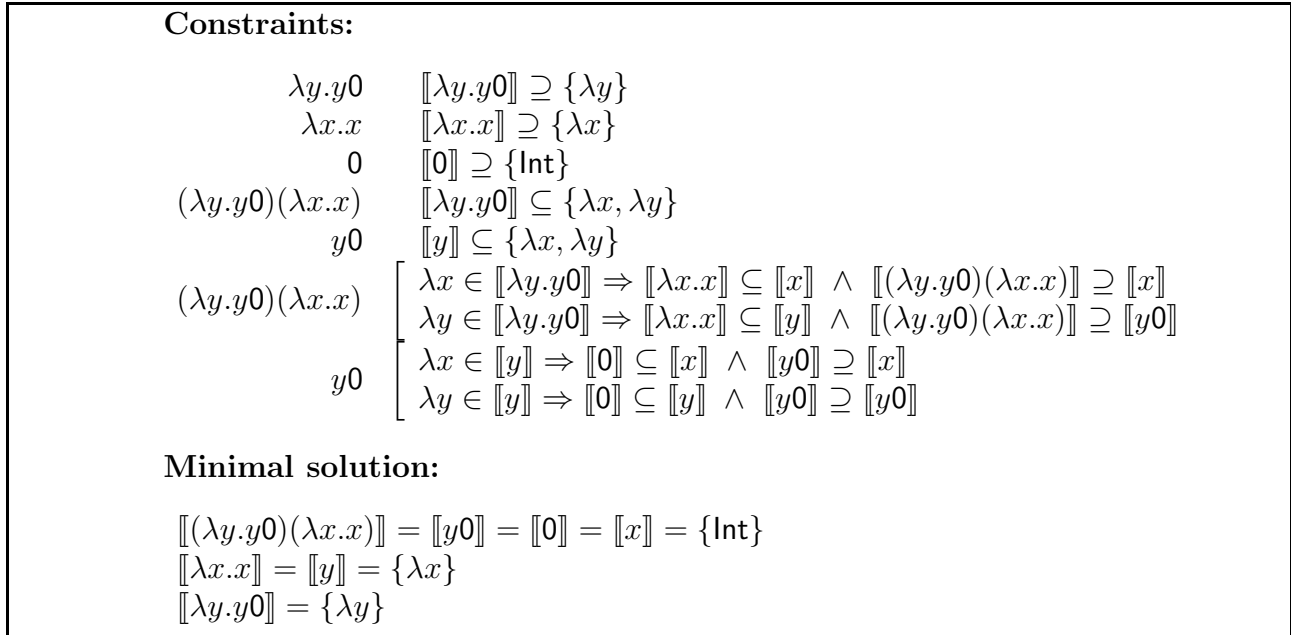 Constraints:
λy.y0 ⟦λy.y0⟧ ⊇ {λy}
λx.x ⟦λx.x⟧ ⊇ {λx}
0 ⟦0⟧ ⊇ {Int}
(λy.y0)(λx.x) ⟦λy.y0⟧ ⊆ {λx, λy}
y0 ⟦y⟧ ⊆ {λx, λy}
(λy.y0)(λx.x) [ λx ∈ ⟦λy.y0⟧ ⇒ ⟦λx.x⟧ ⊆ ⟦x⟧ ∧ ⟦(λy.y0)(λx.x)⟧ ⊇ ⟦x⟧
λy ∈ ⟦λy.y0⟧ ⇒ ⟦λx.x⟧ ⊆ ⟦y⟧ ∧ ⟦(λy.y0)(λx.x)⟧ ⊇ ⟦y0⟧
y0 [ λx ∈ ⟦y⟧ ⇒ ⟦0⟧ ⊆ ⟦x⟧ ∧ ⟦y0⟧ ⊇ ⟦x⟧
λy ∈ ⟦y⟧ ⇒ ⟦0⟧ ⊆ ⟦y⟧ ∧ ⟦y0⟧ ⊇ ⟦y0⟧
Minimal solution:
⟦(λy.y0)(λx.x)⟧ = ⟦y0⟧ = ⟦0⟧ = ⟦x⟧ = {Int}
⟦λx.x⟧ = ⟦y⟧ = {λx}
⟦λy.y0⟧ = {λy}